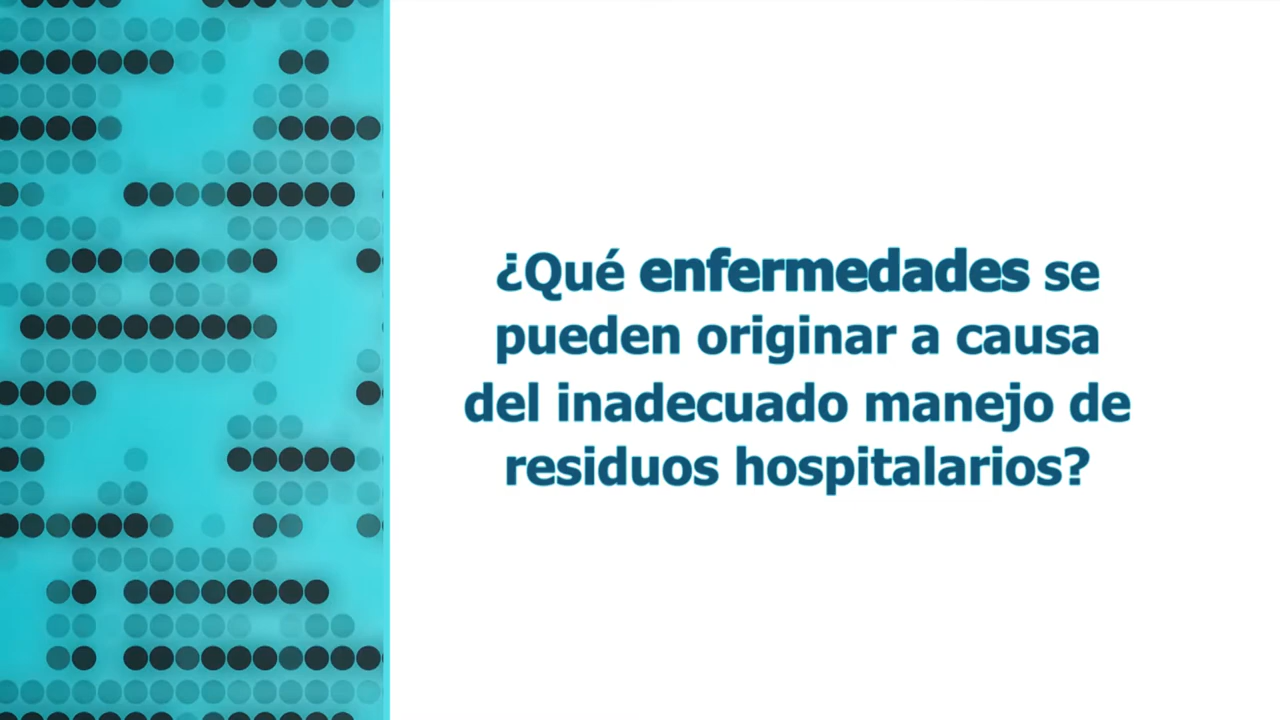 ¿Qué enfermedades se
pueden originar a causa
del inadecuado manejo de
residuos hospitalarios?